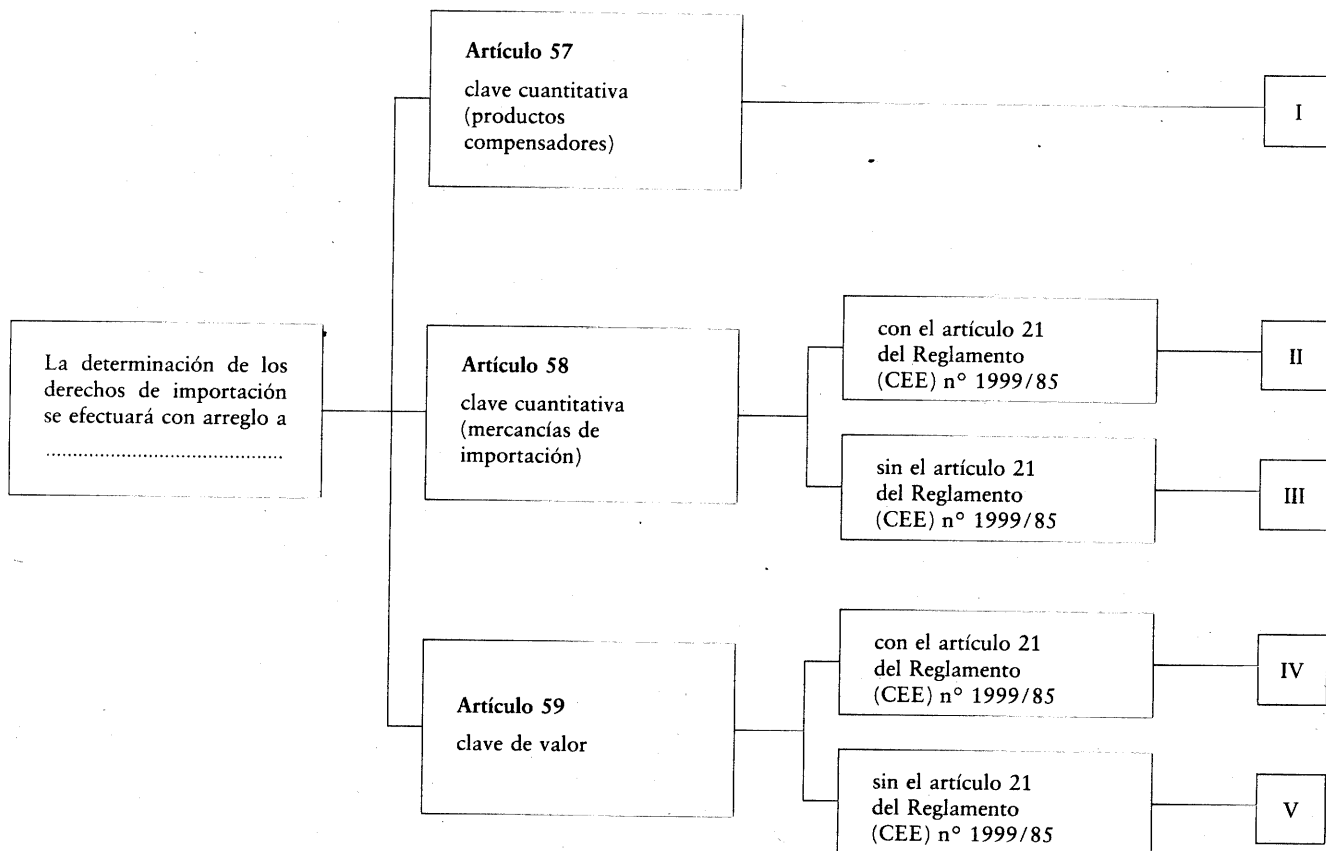 Artículo 57
clave cuantitativa
(productos
compensadores)
I
La determinación de los
derechos de importación
se efectuará con arreglo a
..............................................
Artículo 58
clave cuantitativa
(mercancías de
importación)
con el artículo 21
del Reglamento
(CEE) n° 1999/85
II
sin el artículo 21
del Reglamento
(CEE) n° 1999/85
III
Artículo 59
clave de valor
con el artículo 21
del Reglamento
(CEE) n° 1999/85
IV
sin el artículo 21
del Reglamento
(CEE) n° 1999/85
V